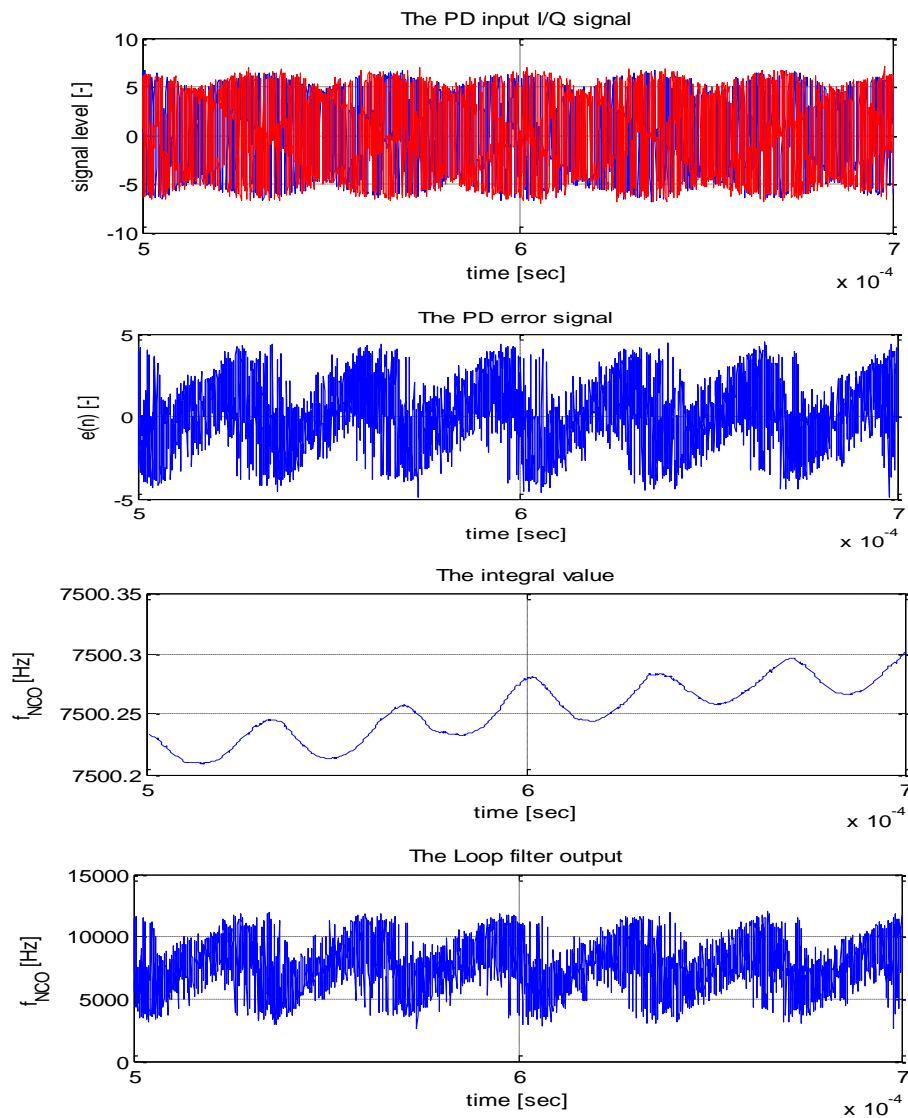 The PD input I/Q signal
10
5
0
-5
-10
signal level [-]
5
6
7
time [sec]
x 10^-4
The PD error signal
5
0
-5
e(n) [-]
5
6
7
time [sec]
x 10^-4
The integral value
7500.35
7500.3
7500.25
7500.2
f_NCO [Hz]
5
6
7
time [sec]
x 10^-4
The Loop filter output
15000
10000
5000
0
f_NCO [Hz]
5
6
7
time [sec]
x 10^-4